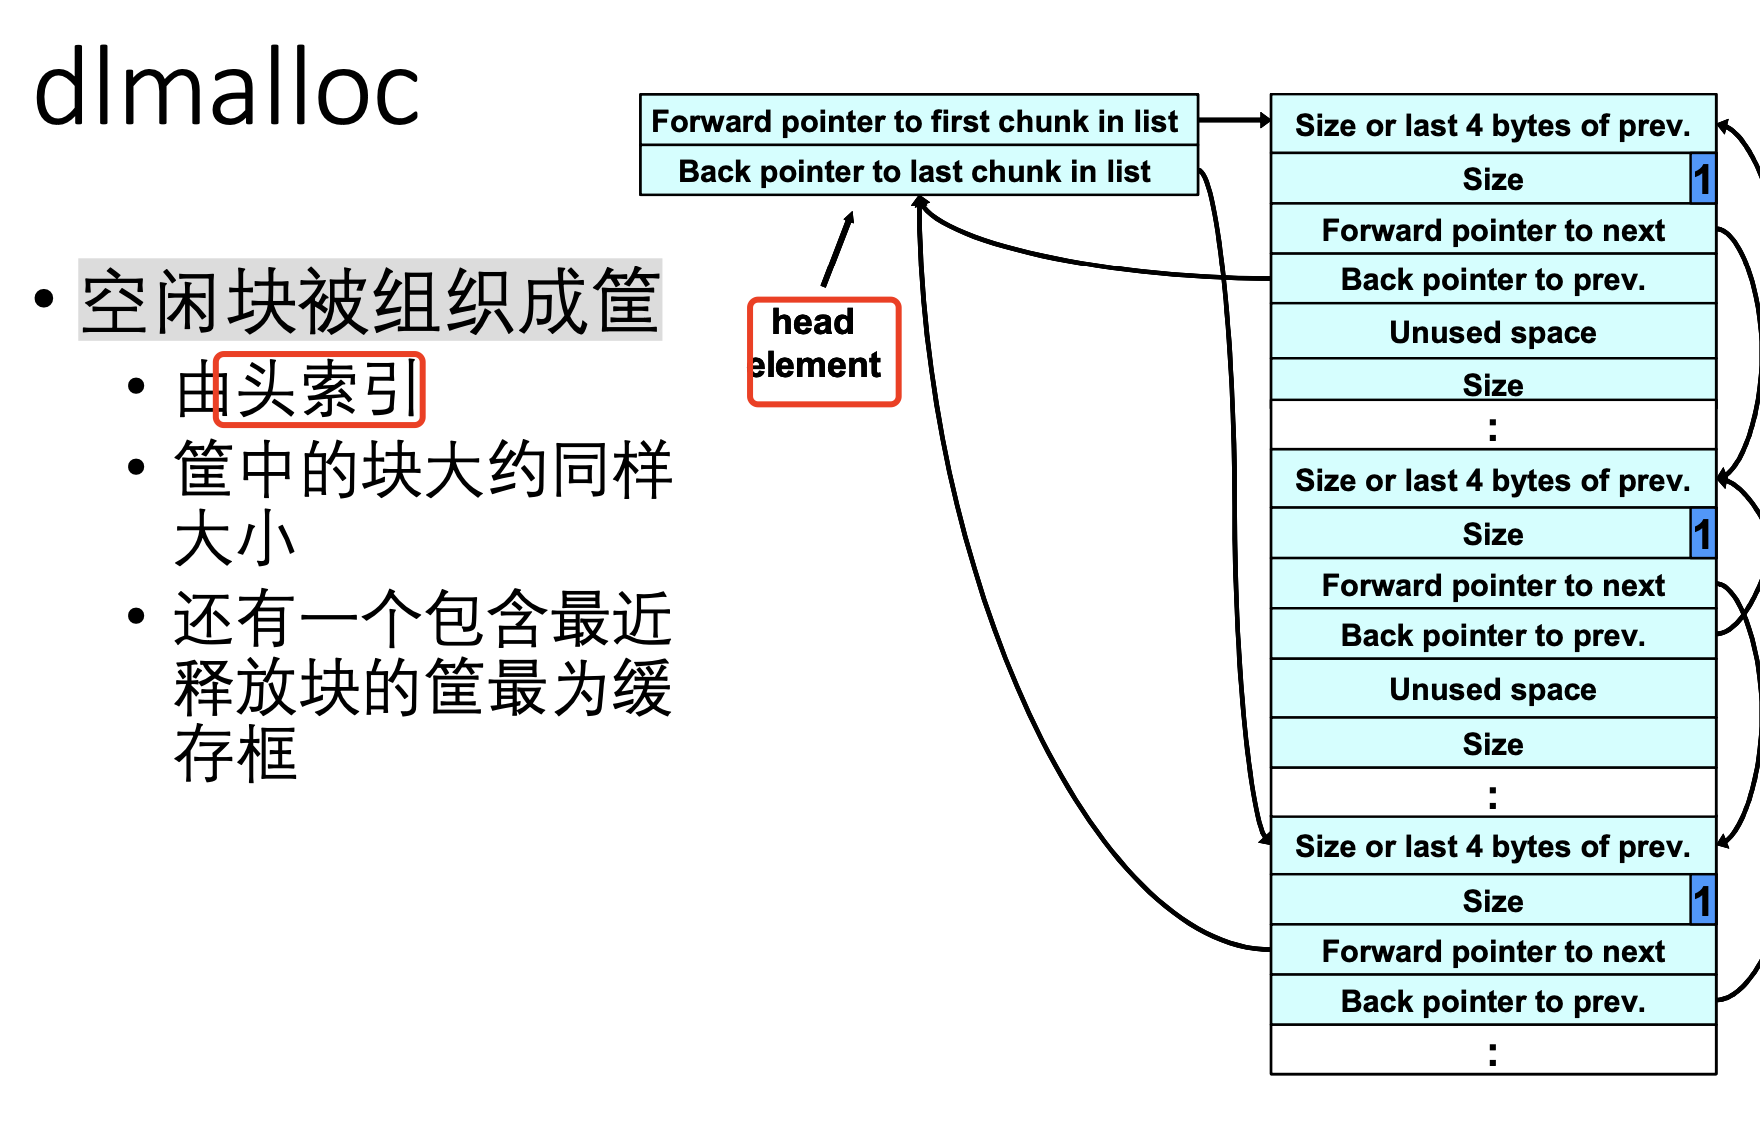 dlmalloc
• 空闲块被组织成筐
• 由头索引
• 筐中的块大约同样
大小
• 还有一个包含最近
释放块的筐最为缓
存框
Forward pointer to first chunk in list
Back pointer to last chunk in list
head
element
Size or last 4 bytes of prev.
Size 1
Forward pointer to next
Back pointer to prev.
Unused space
Size
:
Size or last 4 bytes of prev.
Size 1
Forward pointer to next
Back pointer to prev.
Unused space
Size
:
Size or last 4 bytes of prev.
Size 1
Forward pointer to next
Back pointer to prev.
: